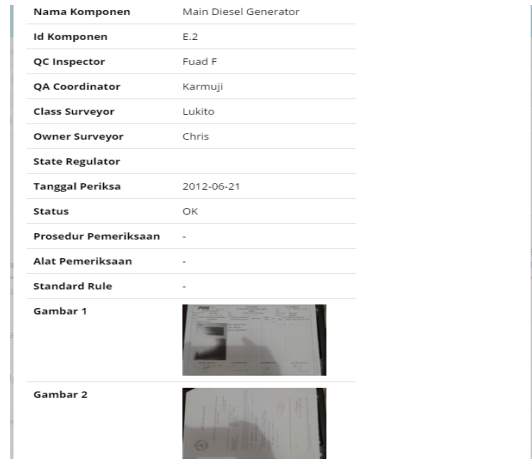 Nama Komponen Main Diesel Generator
Id Komponen E.2
QC Inspector Fuad F
QA Coordinator Karmuji
Class Surveyor Lukito
Owner Surveyor Chris
State Regulator
Tanggal Periksa 2012-06-21
Status OK
Prosedur Pemeriksaan -
Alat Pemeriksaan -
Standard Rule -
Gambar 1
Gambar 2